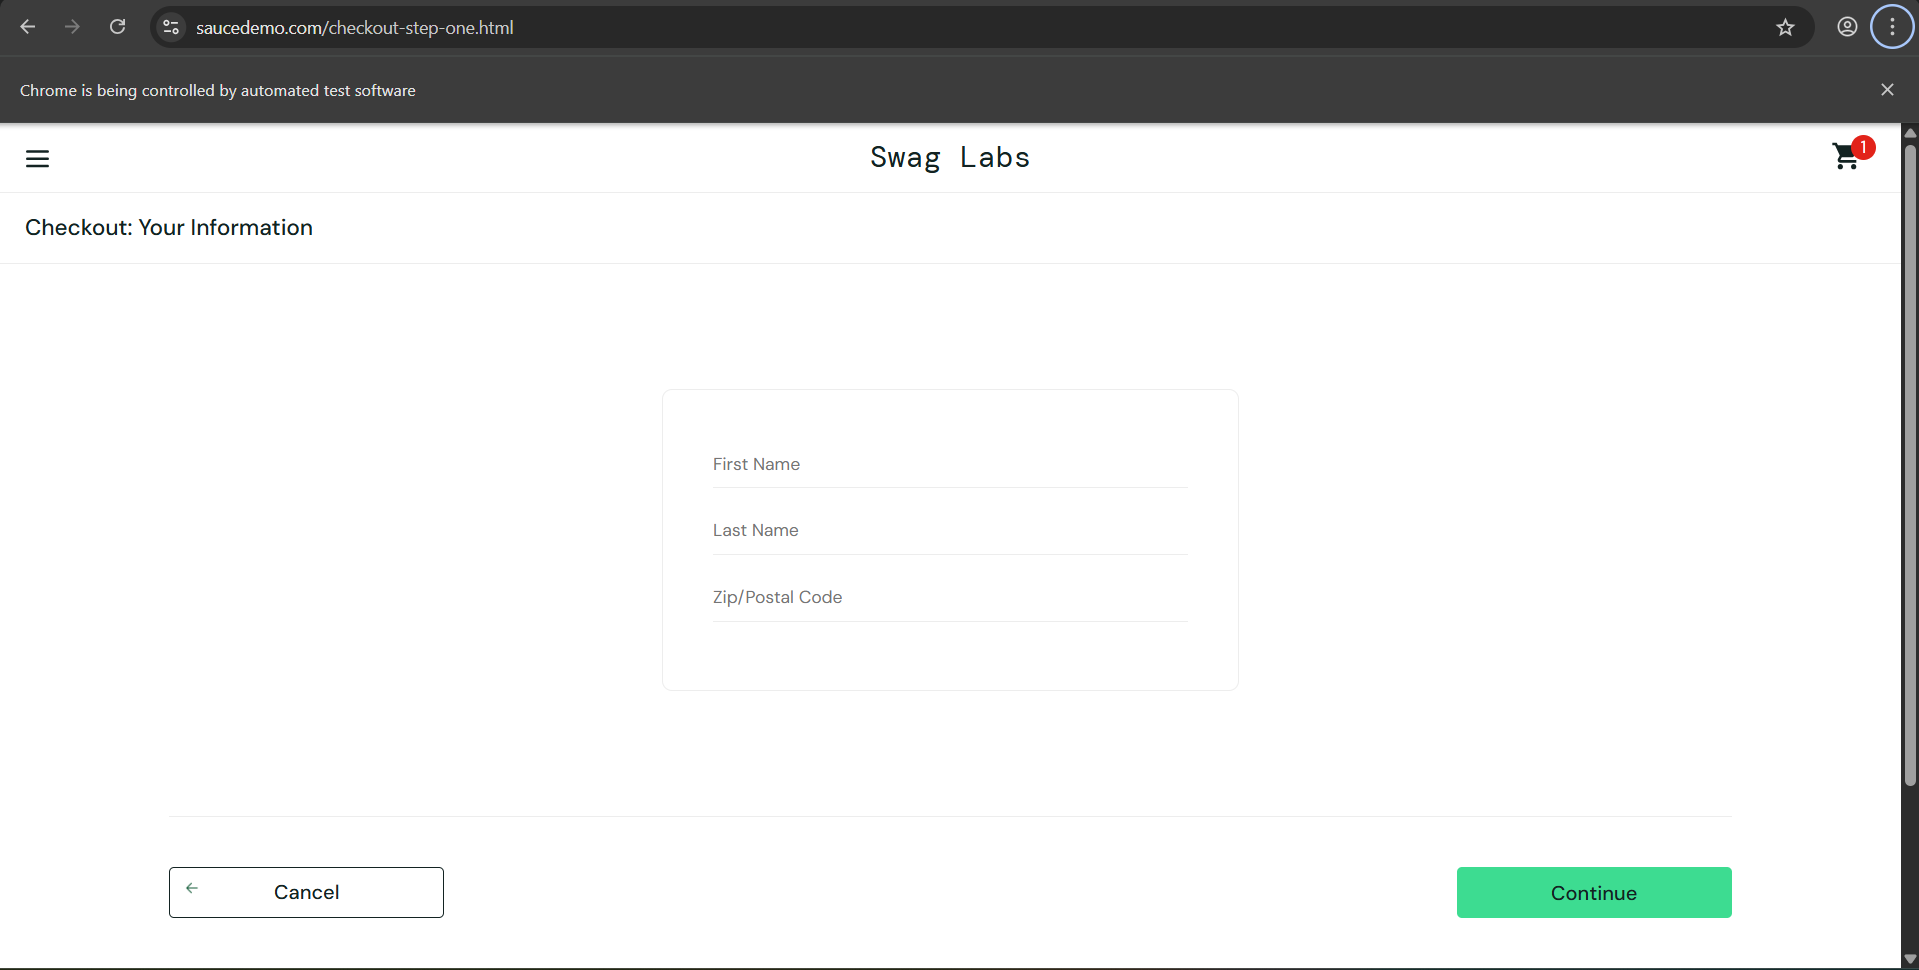 saucedemo.com/checkout-step-one.html
Chrome is being controlled by automated test software
Swag Labs
1
Checkout: Your Information
First Name
Last Name
Zip/Postal Code
Cancel
Continue